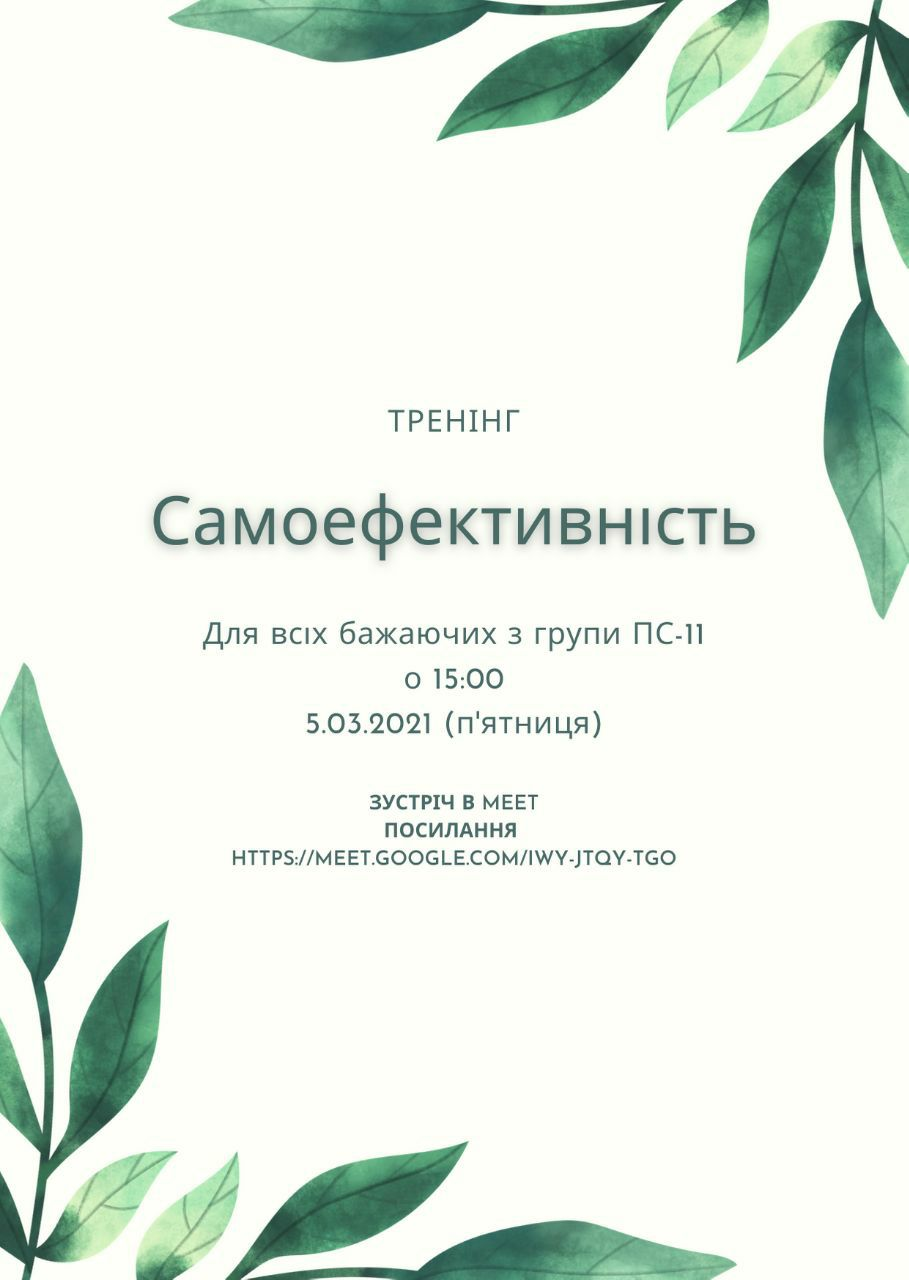 ТРЕНІНГ
Самоефективність
Для всіх бажаючих з групи ПС-11
о 15:00
5.03.2021 (п'ятниця)
ЗУСТРІЧ В MEET
ПОСИЛАННЯ
HTTPS://MEET.GOOGLE.COM/IWY-JTQY-TGO